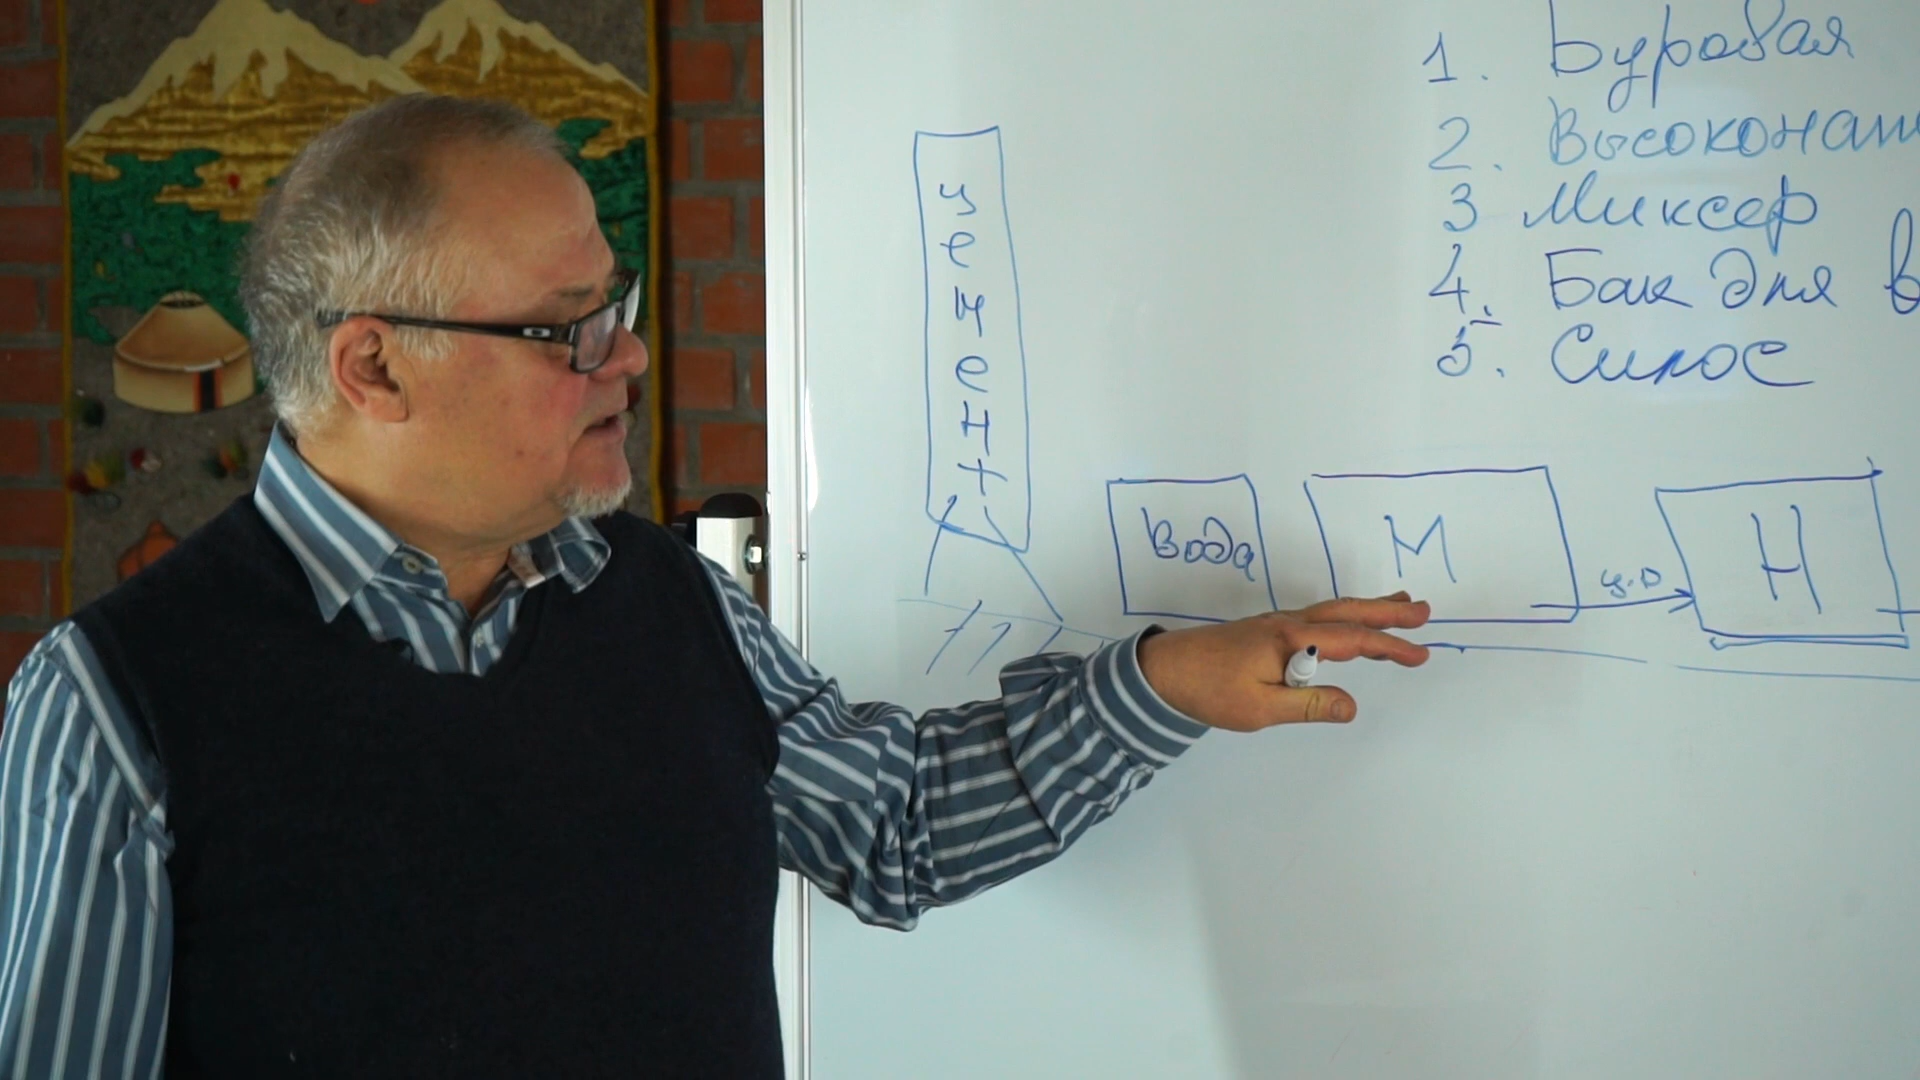 1. Буровая
2. Высоконап
3 Миксер
4. Бак для в
5. Силос
цемент
вода
М
ц.р
Н